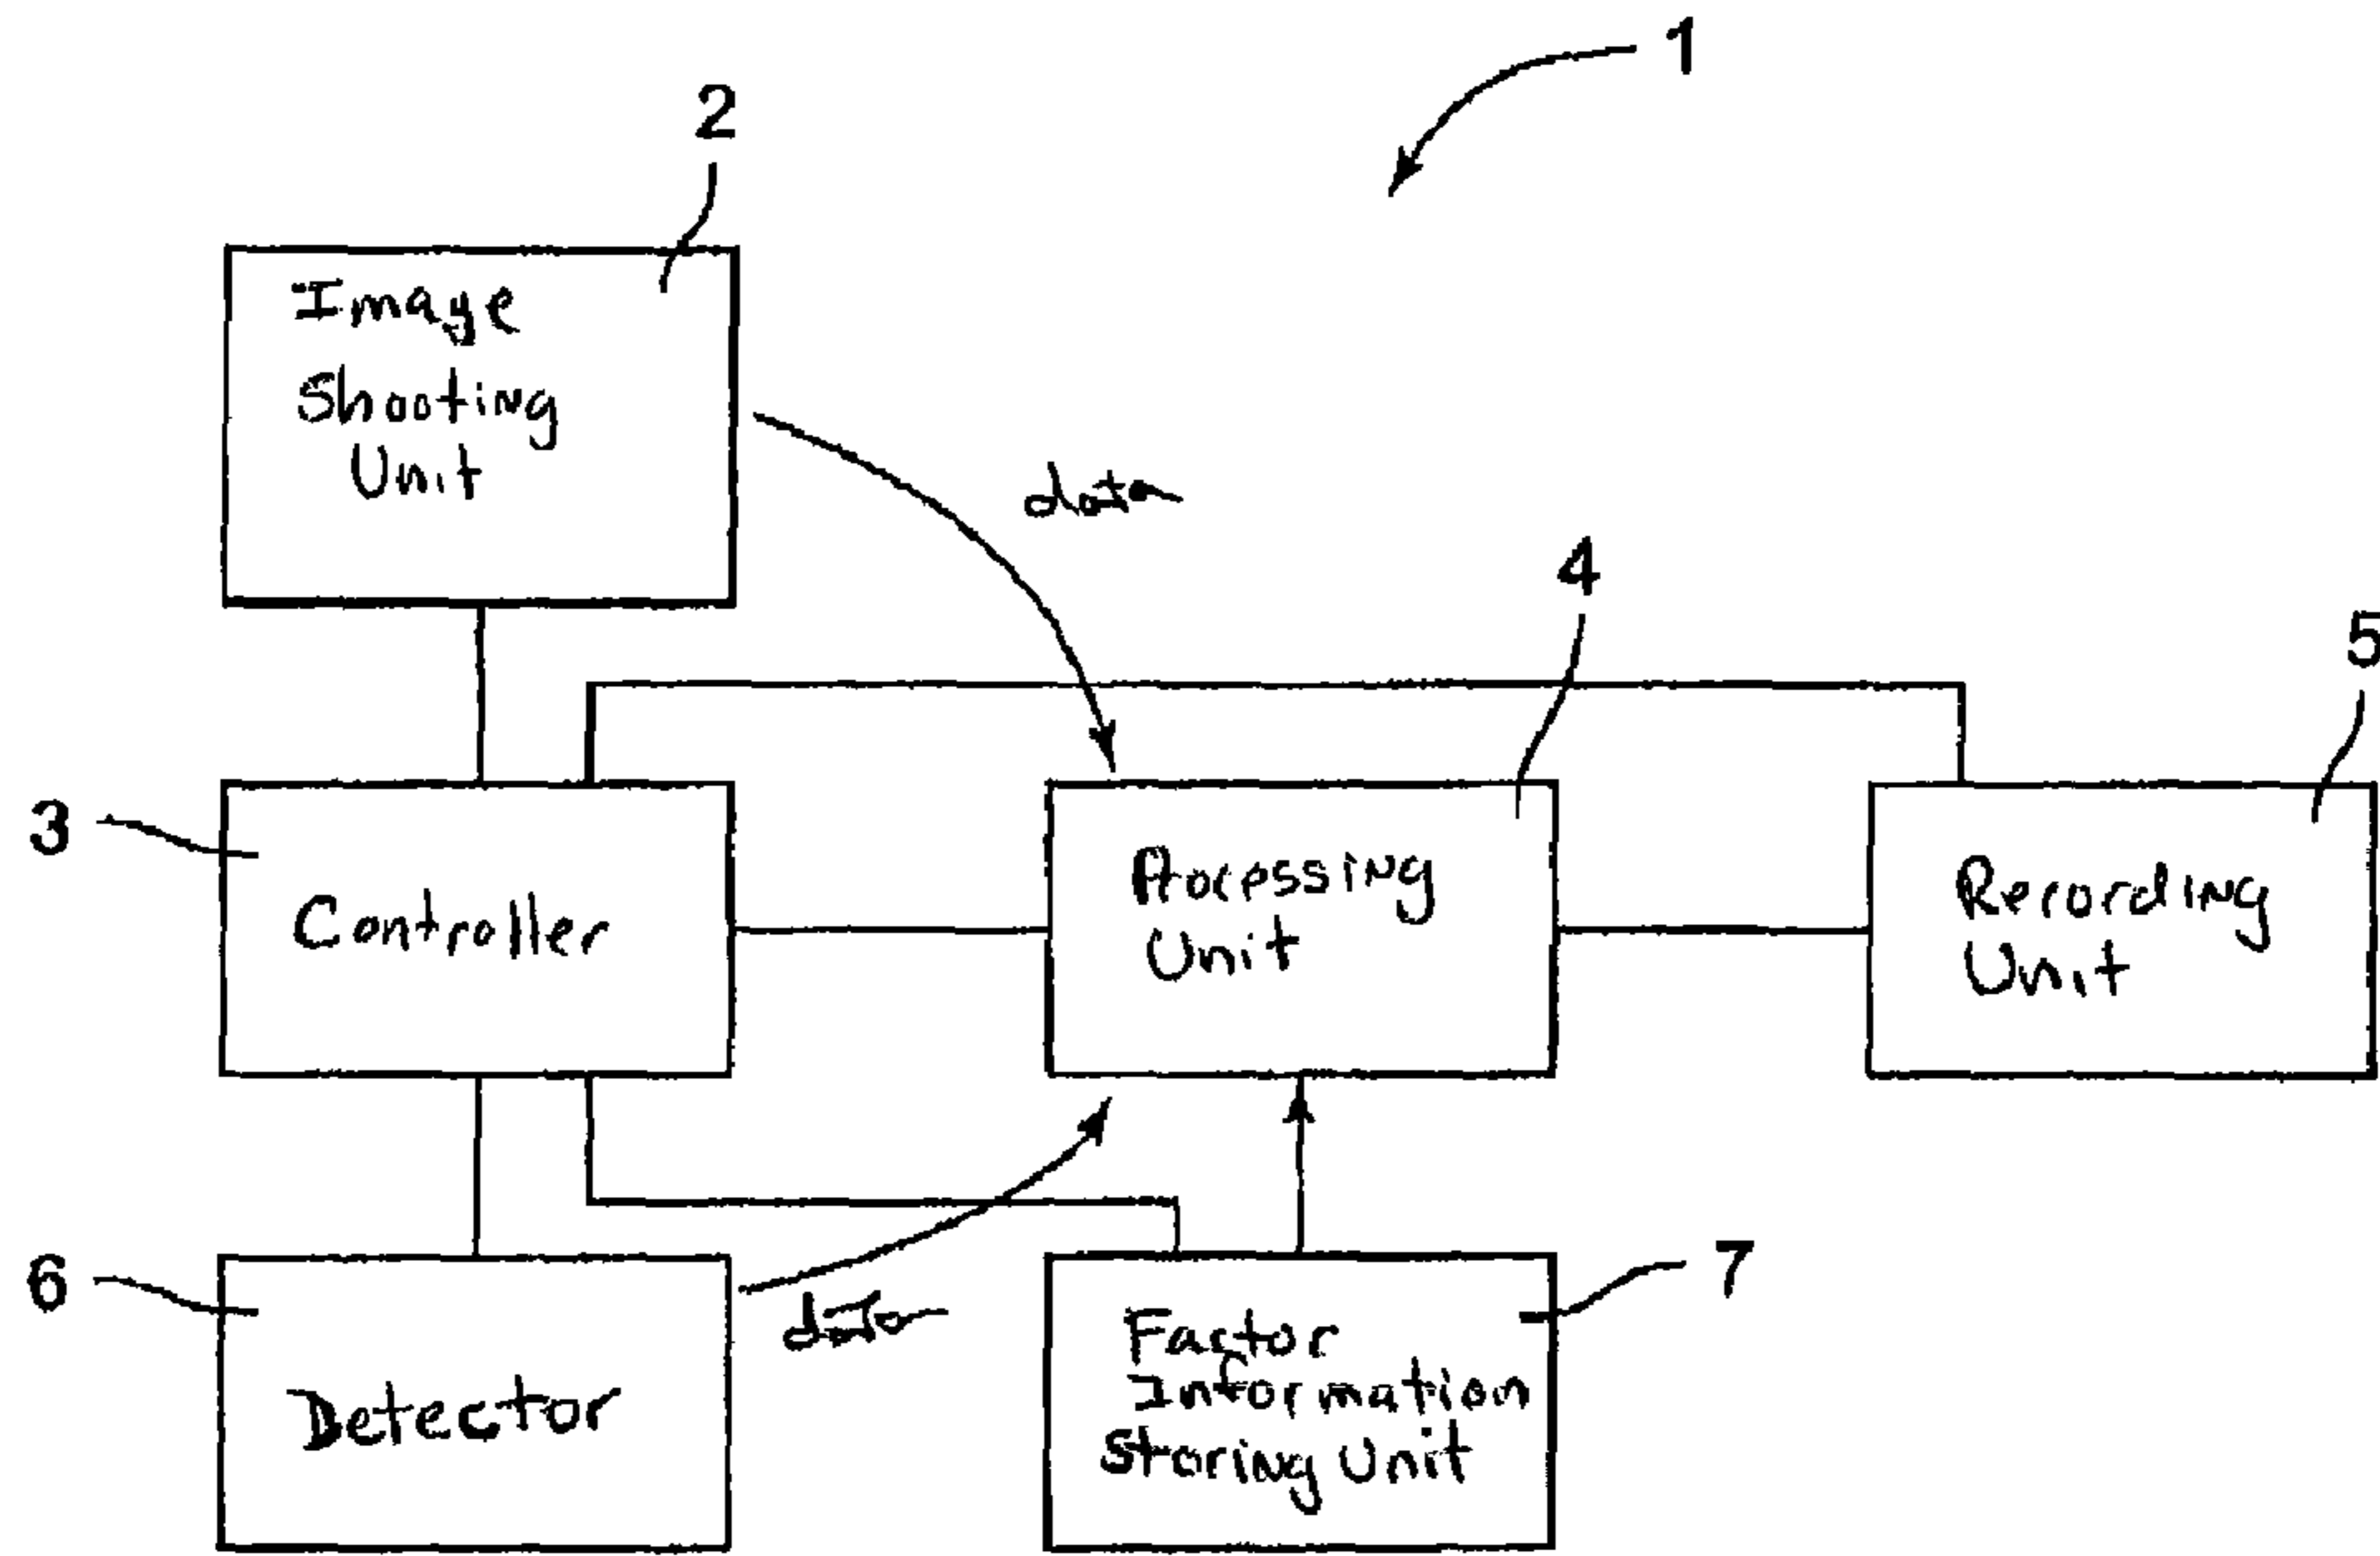 1
2
Image
Shooting
Unit
data
4
5
3
Controller
Processing
Unit
Recording
Unit
6
data
7
Detector
Factor
Information
Storing Unit